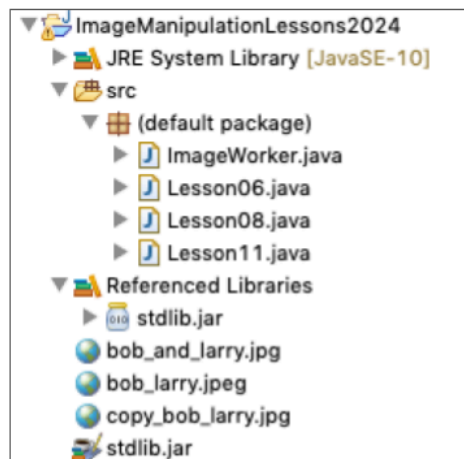 ImageManipulationLessons2024
JRE System Library [JavaSE-10]
src
(default package)
J ImageWorker.java
J Lesson06.java
J Lesson08.java
J Lesson11.java
Referenced Libraries
010 stdlib.jar
bob_and_larry.jpg
bob_larry.jpeg
copy_bob_larry.jpg
stdlib.jar